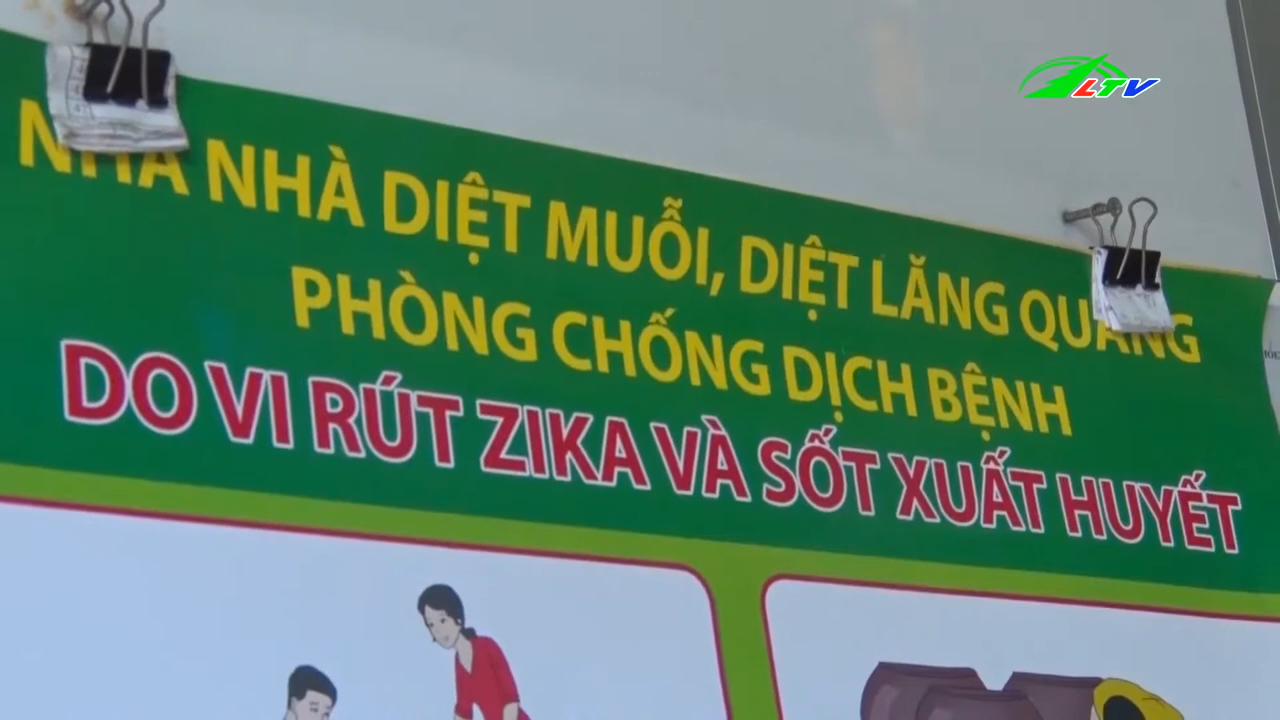 LTV
NHÀ NHÀ DIỆT MUỖI, DIỆT LĂNG QUĂNG
PHÒNG CHỐNG DỊCH BỆNH
DO VI RÚT ZIKA VÀ SỐT XUẤT HUYẾT